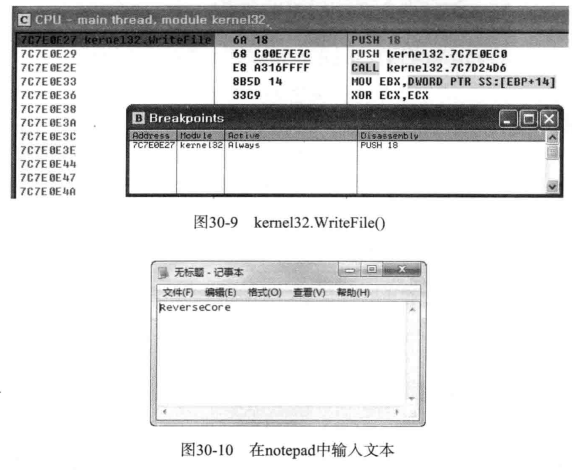 C CPU - main thread, module kernel32
7C7E0E27 kernel32.WriteFile 6A 18 PUSH 18
7C7E0E29 68 C00E7E7C PUSH kernel32.7C7E0EC0
7C7E0E2E E8 A316FFFF CALL kernel32.7C7D24D6
7C7E0E33 8B5D 14 MOV EBX,DWORD PTR SS:[EBP+14]
7C7E0E36 33C9 XOR ECX,ECX
7C7E0E38
7C7E0E3A
7C7E0E3C
7C7E0E3E
7C7E0E44
7C7E0E47
7C7E0E4A
B Breakpoints
Address Module Active Disassembly
7C7E0E27 kernel32 Always PUSH 18
图30-9 kernel32.WriteFile()
无标题 - 记事本
文件(F) 编辑(E) 格式(O) 查看(V) 帮助(H)
ReverseCore
图30-10 在notepad中输入文本